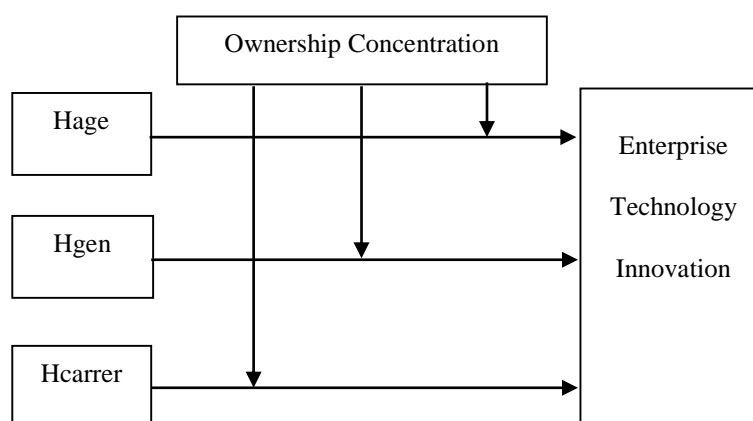 Ownership Concentration
Hage
Hgen
Hcarrer
Enterprise
Technology
Innovation